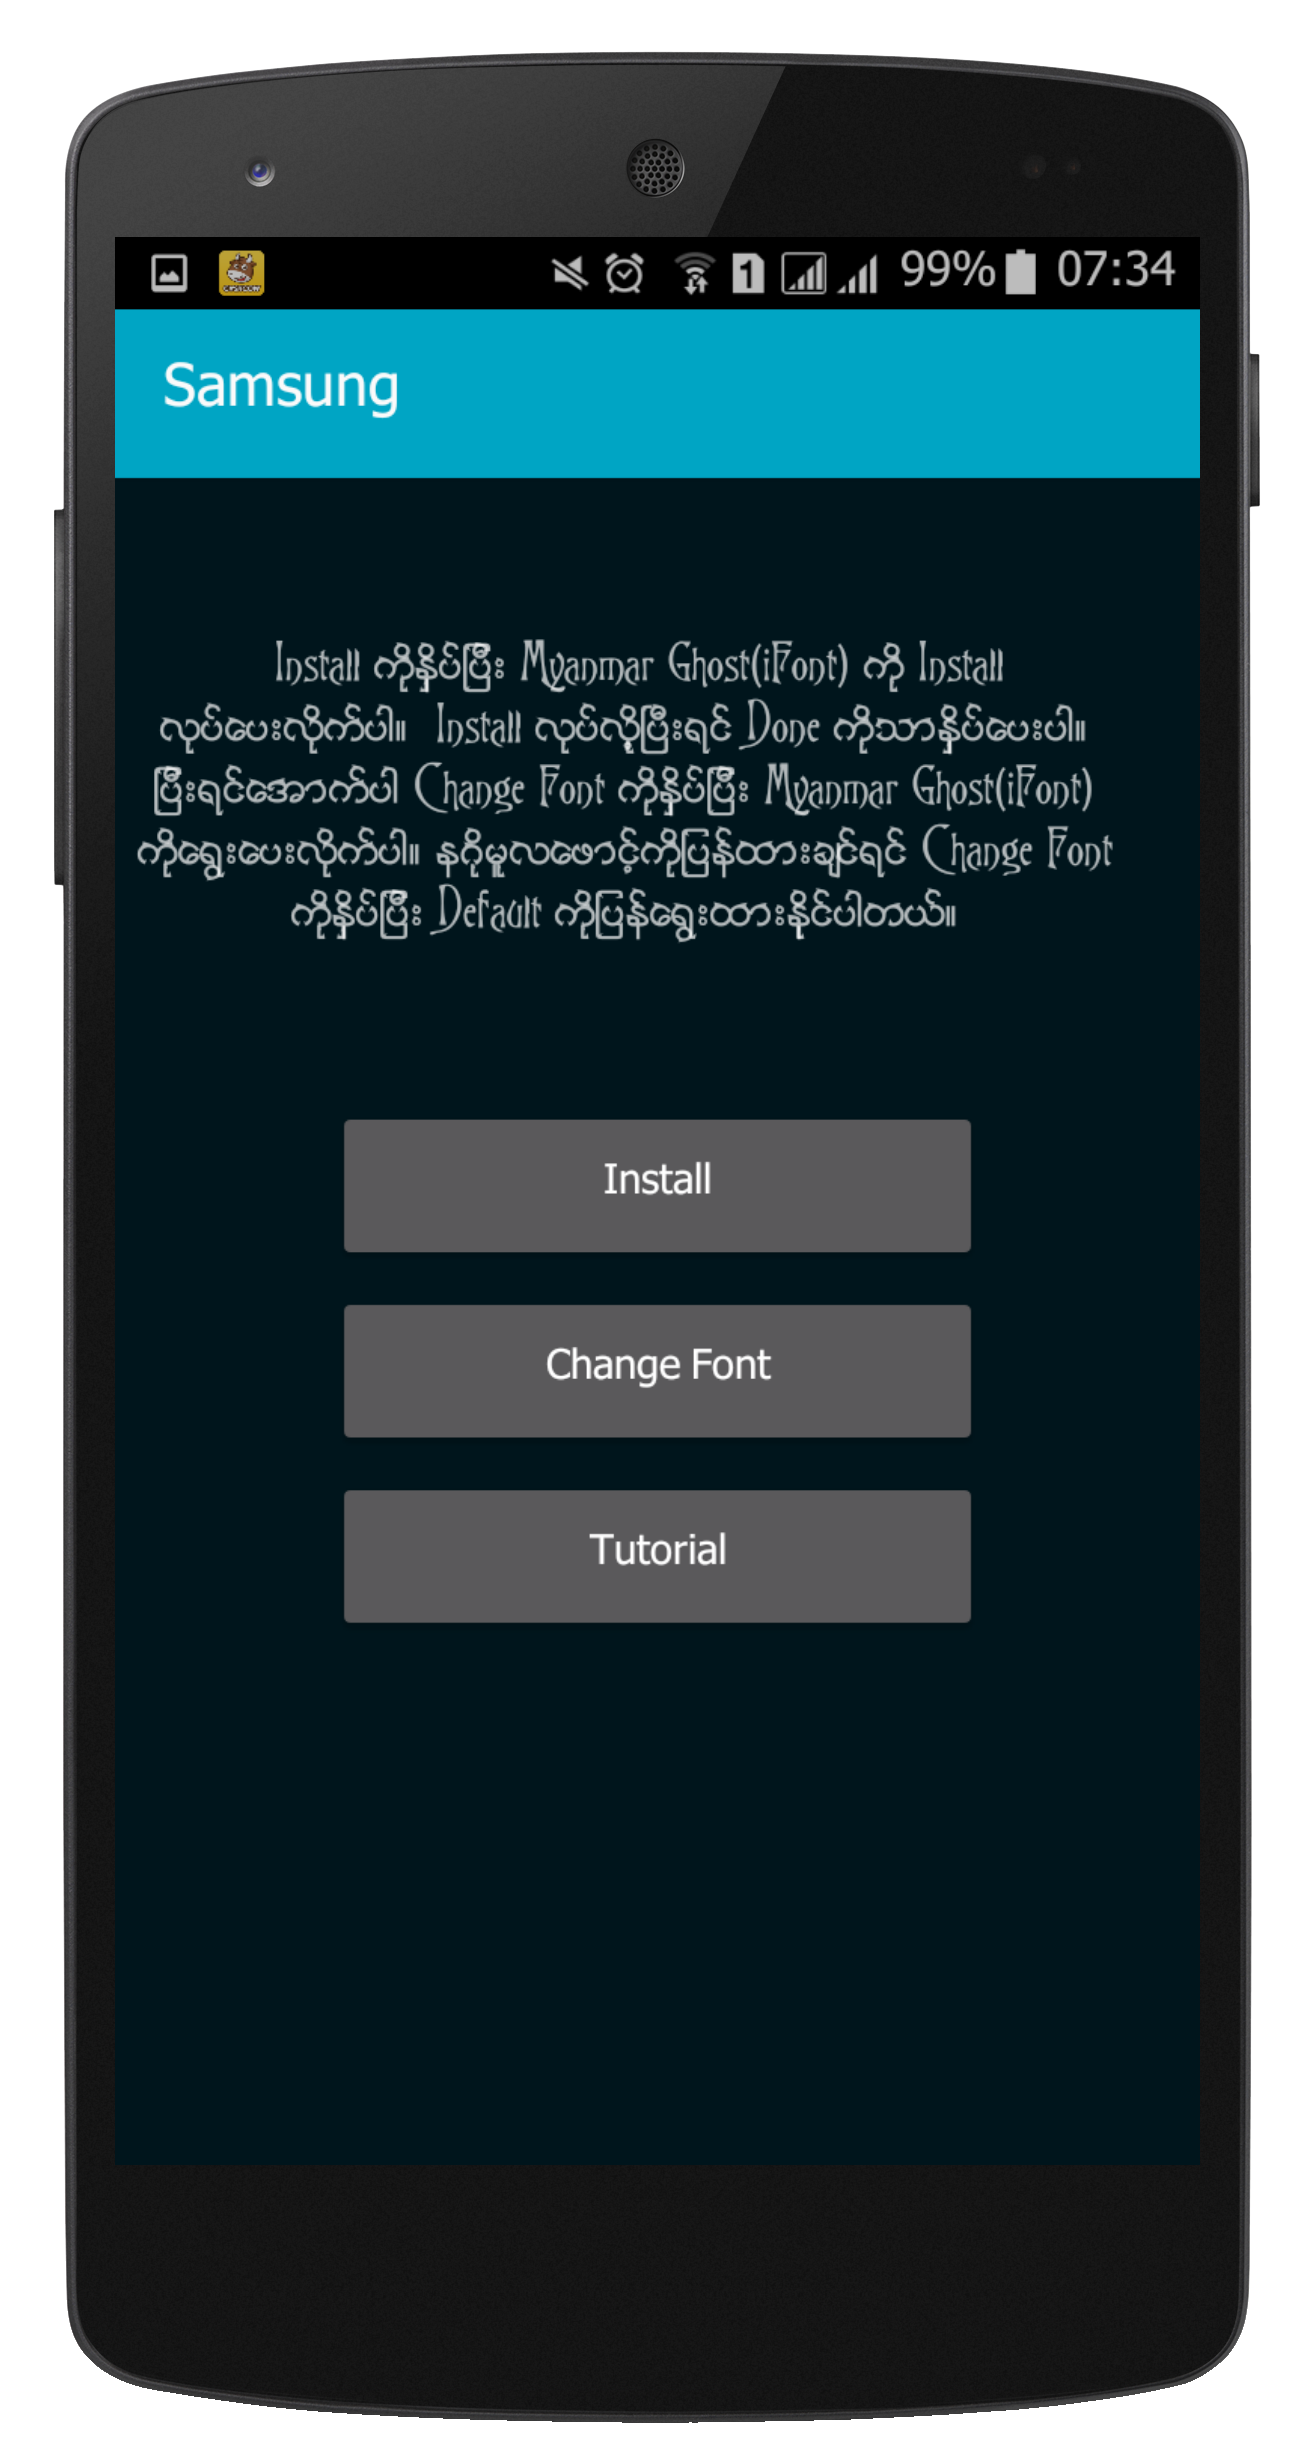 99% 07:34
Samsung
Install ကိုနှိပ်ပြီး Myanmar Ghost(iFont) ကို Install
လုပ်ပေးလိုက်ပါ။ Install လုပ်လို့ပြီးရင် Done ကိုသာနှိပ်ပေးပါ။
ပြီးရင်အောက်ပါ Change Font ကိုနှိပ်ပြီး Myanmar Ghost(iFont)
ကိုရွေးပေးလိုက်ပါ။ နဂိုမူလဖောင့်ကိုပြန်ထားချင်ရင် Change Font
ကိုနှိပ်ပြီး Default ကိုပြန်ရွေးထားနိုင်ပါတယ်။
Install
Change Font
Tutorial